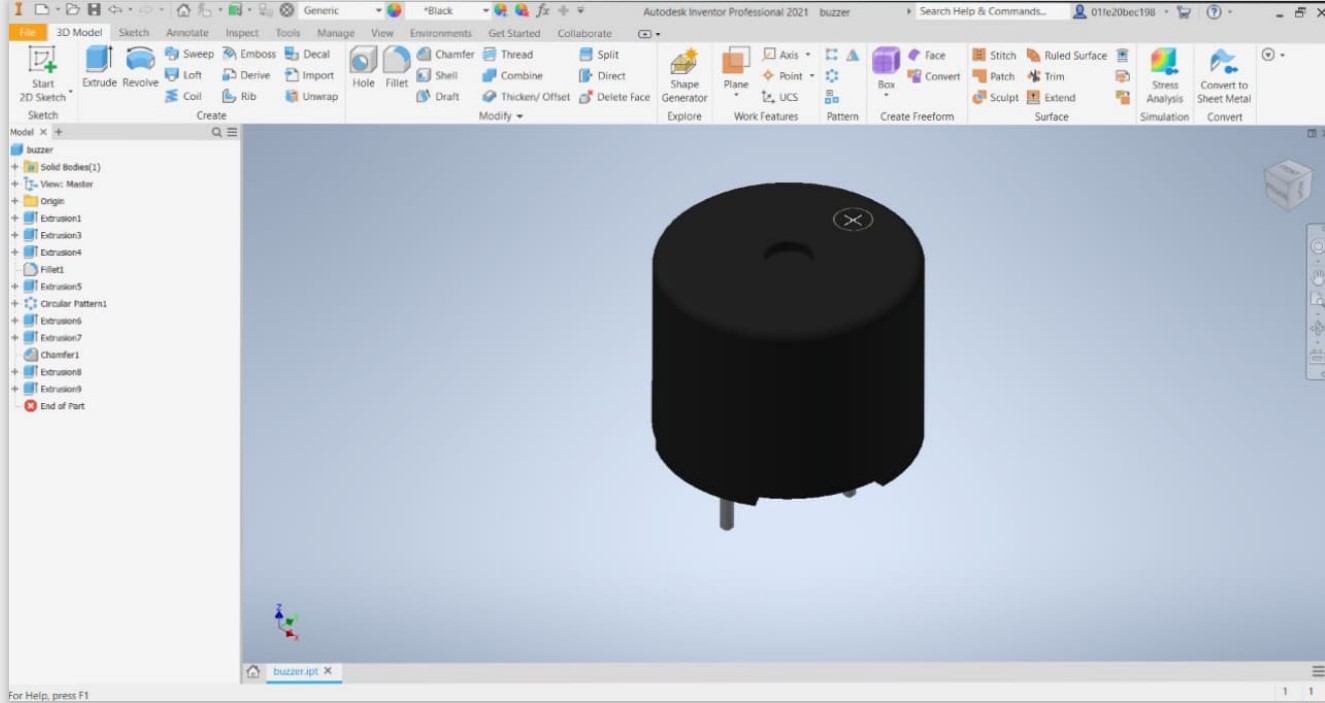 Generic *Black fx Autodesk Inventor Professional 2021 buzzer Search Help & Commands... 01fe20bec198
File 3D Model Sketch Annotate Inspect Tools Manage View Environments Get Started Collaborate
Start
2D Sketch
Extrude Revolve
Sweep Emboss Decal
Loft Derive Import
Coil Rib Unwrap
Hole Fillet
Chamfer Thread Split
Shell Combine Direct
Draft Thicken/ Offset Delete Face
Shape
Generator
Plane
Axis
Point
UCS
Box
Face
Convert
Stitch Ruled Surface
Patch Trim
Sculpt Extend
Stress
Analysis
Convert to
Sheet Metal
Sketch Create Modify Explore Work Features Pattern Create Freeform Surface Simulation Convert
Model × +
buzzer
Solid Bodies(1)
View: Master
Origin
Extrusion1
Extrusion3
Extrusion4
Fillet1
Extrusion5
Circular Pattern1
Extrusion6
Extrusion7
Chamfer1
Extrusion8
Extrusion9
End of Part
Z
X
buzzer.ipt ×
For Help, press F1 1 1